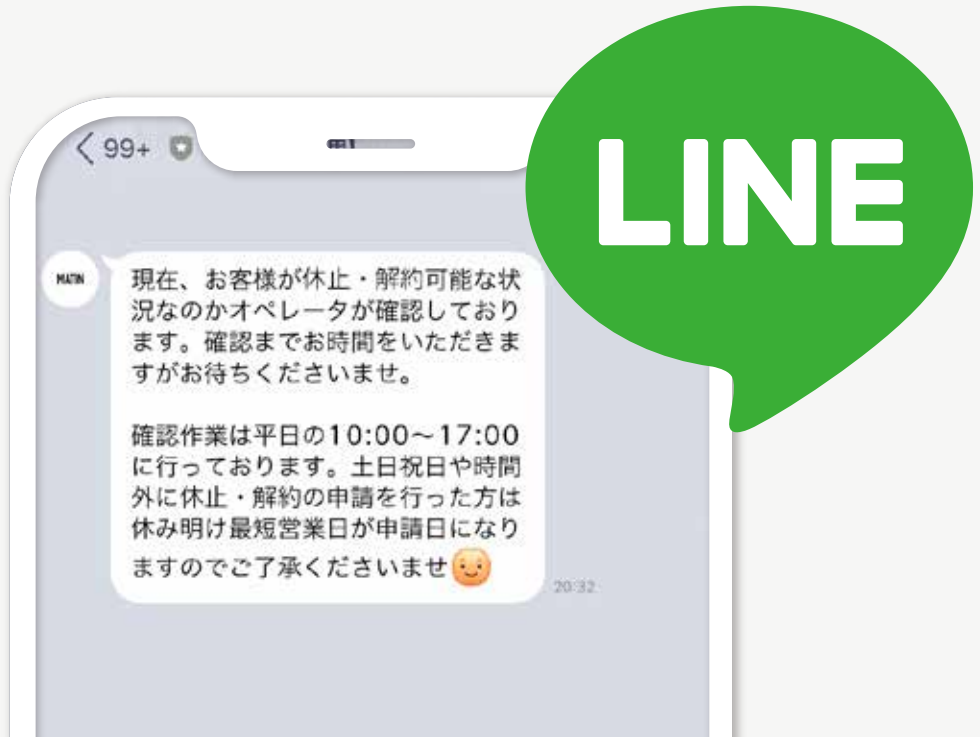 LINE
99+
MATIN
現在、お客様が休止・解約可能な状
況なのかオペレータが確認しており
ます。確認までお時間をいただきま
すがお待ちくださいませ。
確認作業は平日の10:00〜17:00
に行っております。土日祝日や時間
外に休止・解約の申請を行った方は
休み明け最短営業日が申請日になり
ますのでご了承くださいませ
20:32